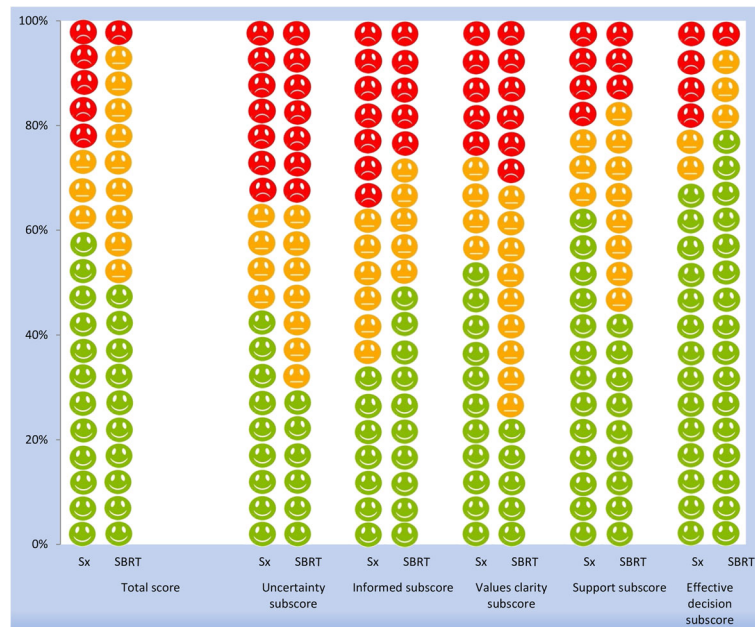 100%
80%
60%
40%
20%
0%
Sx SBRT Sx SBRT Sx SBRT Sx SBRT Sx SBRT Sx SBRT
Total score
Uncertainty
subscore
Informed subscore
Values clarity
subscore
Support subscore
Effective
decision
subscore